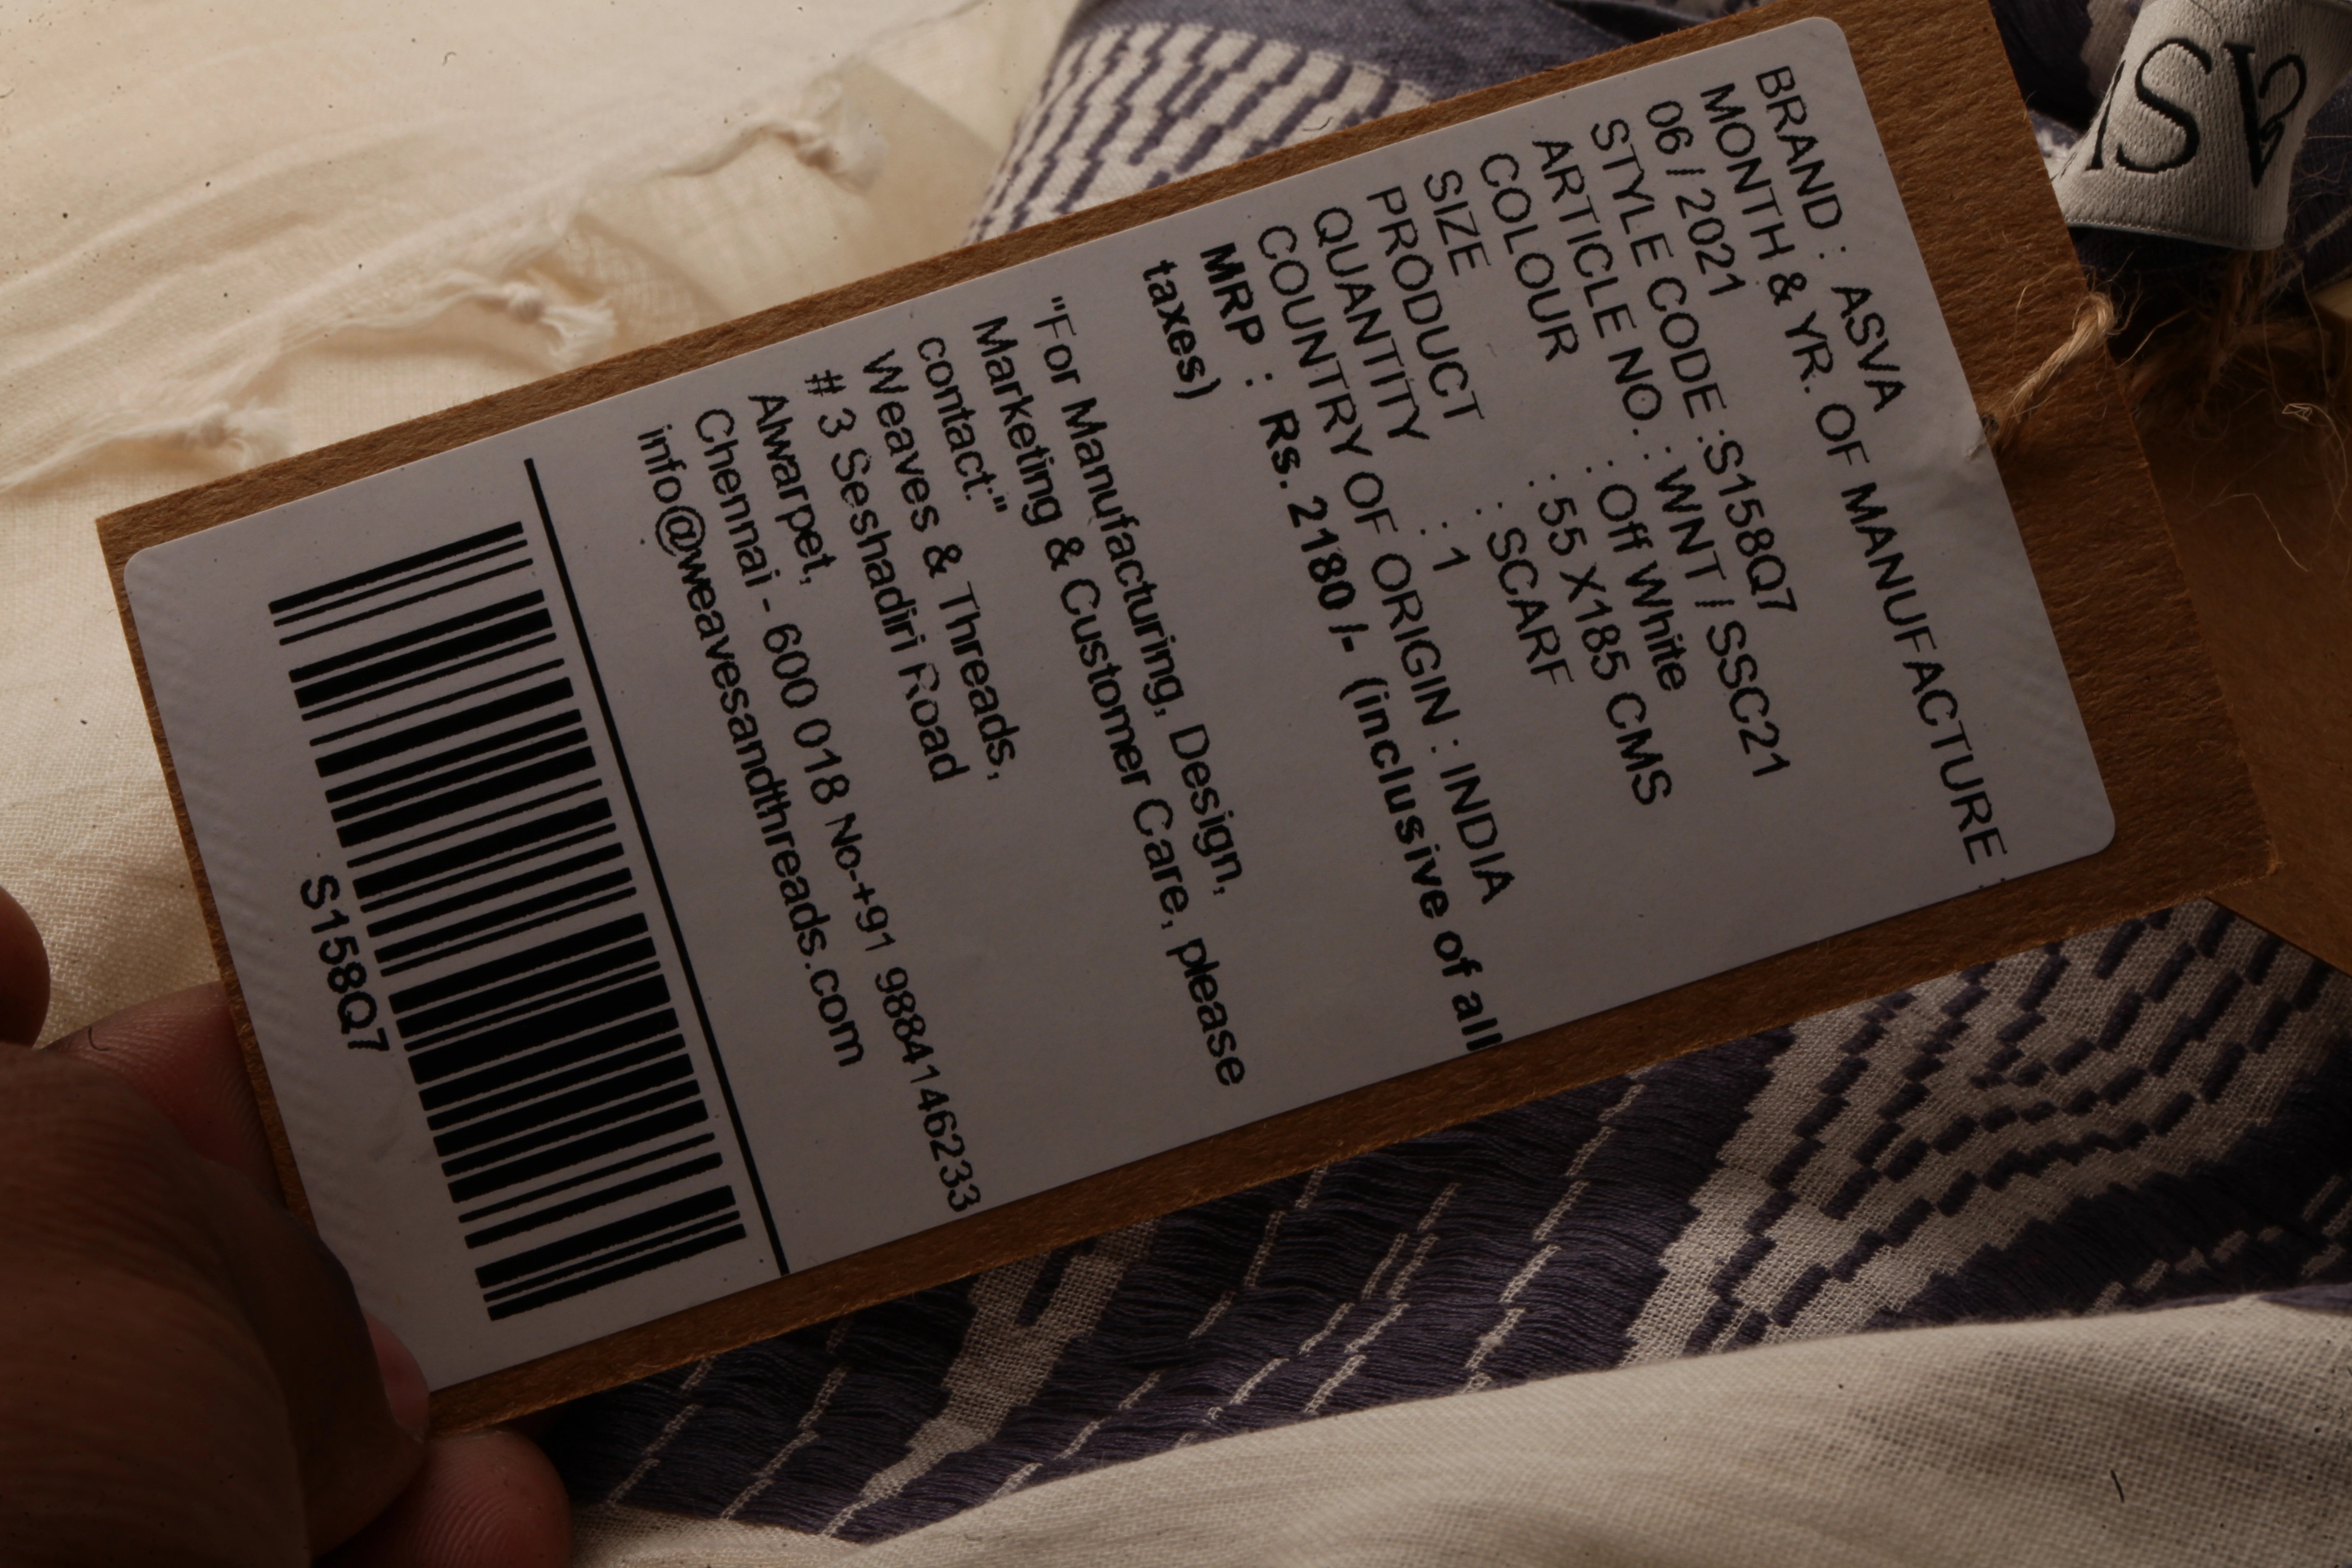 BRAND : ASVA
MONTH & YR. OF MANUFACTURE :
06 / 2021
STYLE CODE :S158Q7
ARTICLE NO. : WNT / SSC21
COLOUR : Off White
SIZE : 55 X185 CMS
PRODUCT : SCARF
QUANTITY : 1
COUNTRY OF ORIGIN : INDIA
MRP : Rs. 2180 /- (inclusive of all
taxes)
"For Manufacturing, Design,
Marketing & Customer Care, please
contact:"
Weaves & Threads,
# 3 Seshadiri Road
Alwarpet,
Chennai - 600 018 No-+91 9884146233
info@weavesandthreads.com
S158Q7